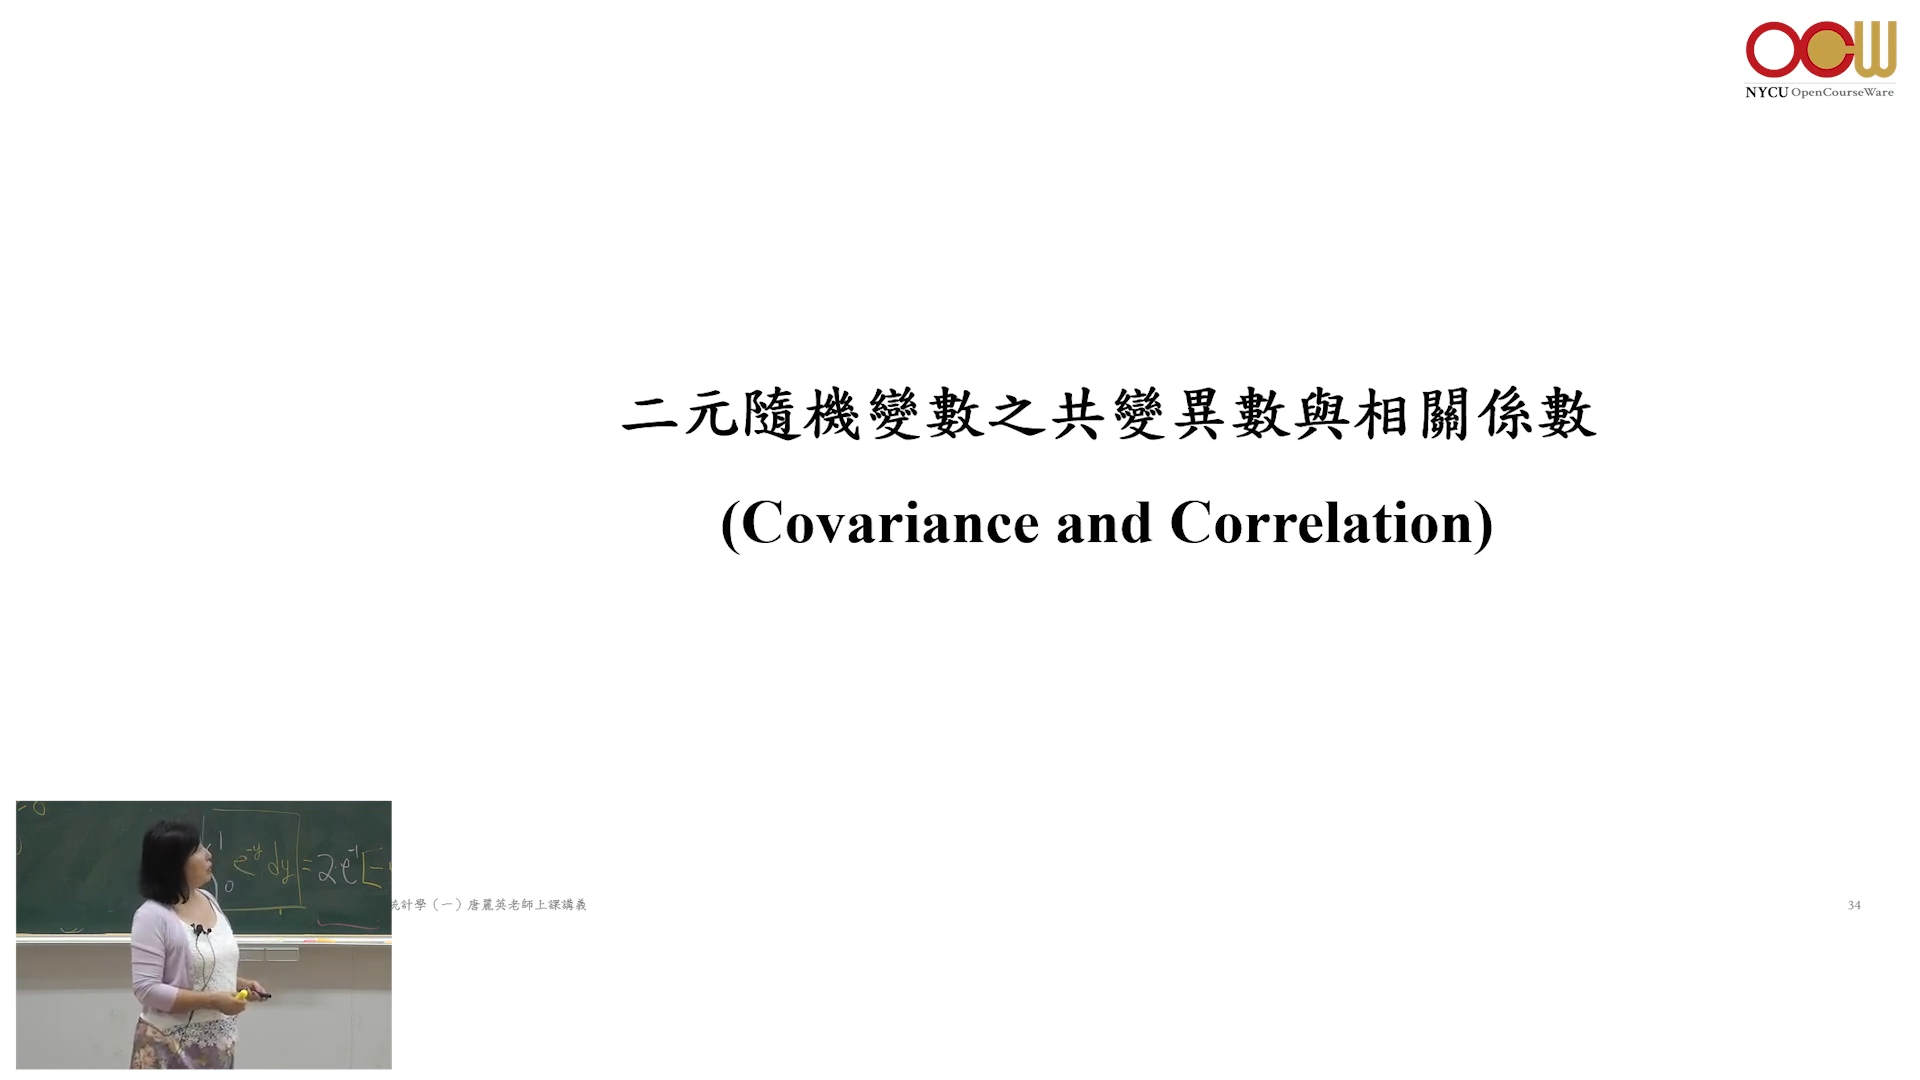 OCW
NYCU OpenCourseWare
二元隨機變數之共變異數與相關係數
(Covariance and Correlation)
統計學(一)唐麗英老師上課講義
34
e^-y dy = 2e^-1 [-